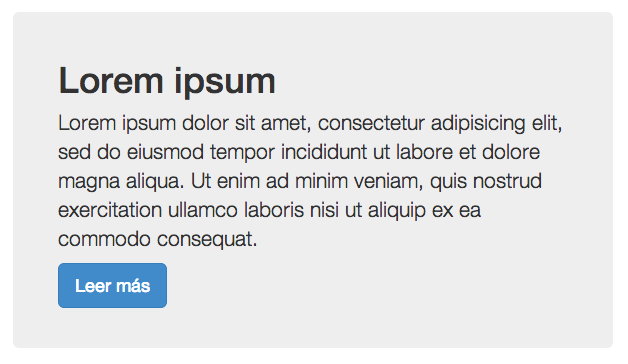 Lorem ipsum
Lorem ipsum dolor sit amet, consectetur adipisicing elit,
sed do eiusmod tempor incididunt ut labore et dolore
magna aliqua. Ut enim ad minim veniam, quis nostrud
exercitation ullamco laboris nisi ut aliquip ex ea
commodo consequat.
Leer más